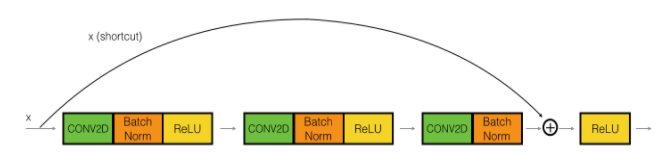 x (shortcut)
x
CONV2D
Batch
Norm
ReLU
CONV2D
Batch
Norm
ReLU
CONV2D
Batch
Norm
ReLU